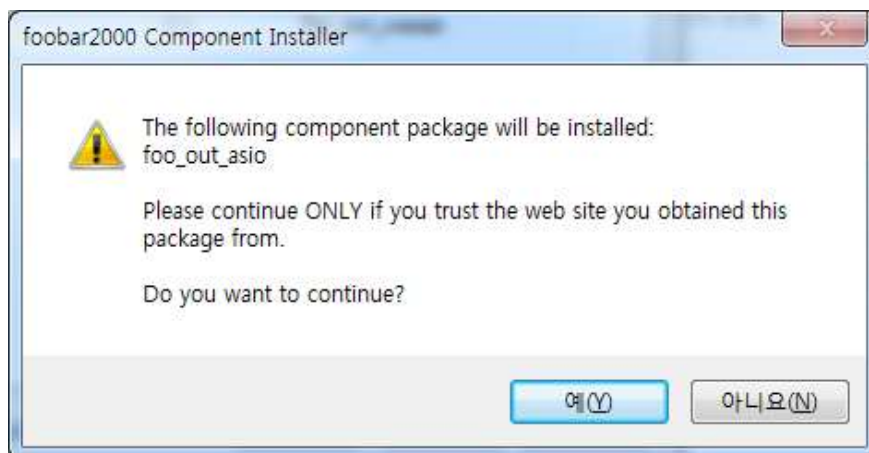 foobar2000 Component Installer
The following component package will be installed:
foo_out_asio
Please continue ONLY if you trust the web site you obtained this
package from.
Do you want to continue?
예(Y)
아니요(N)